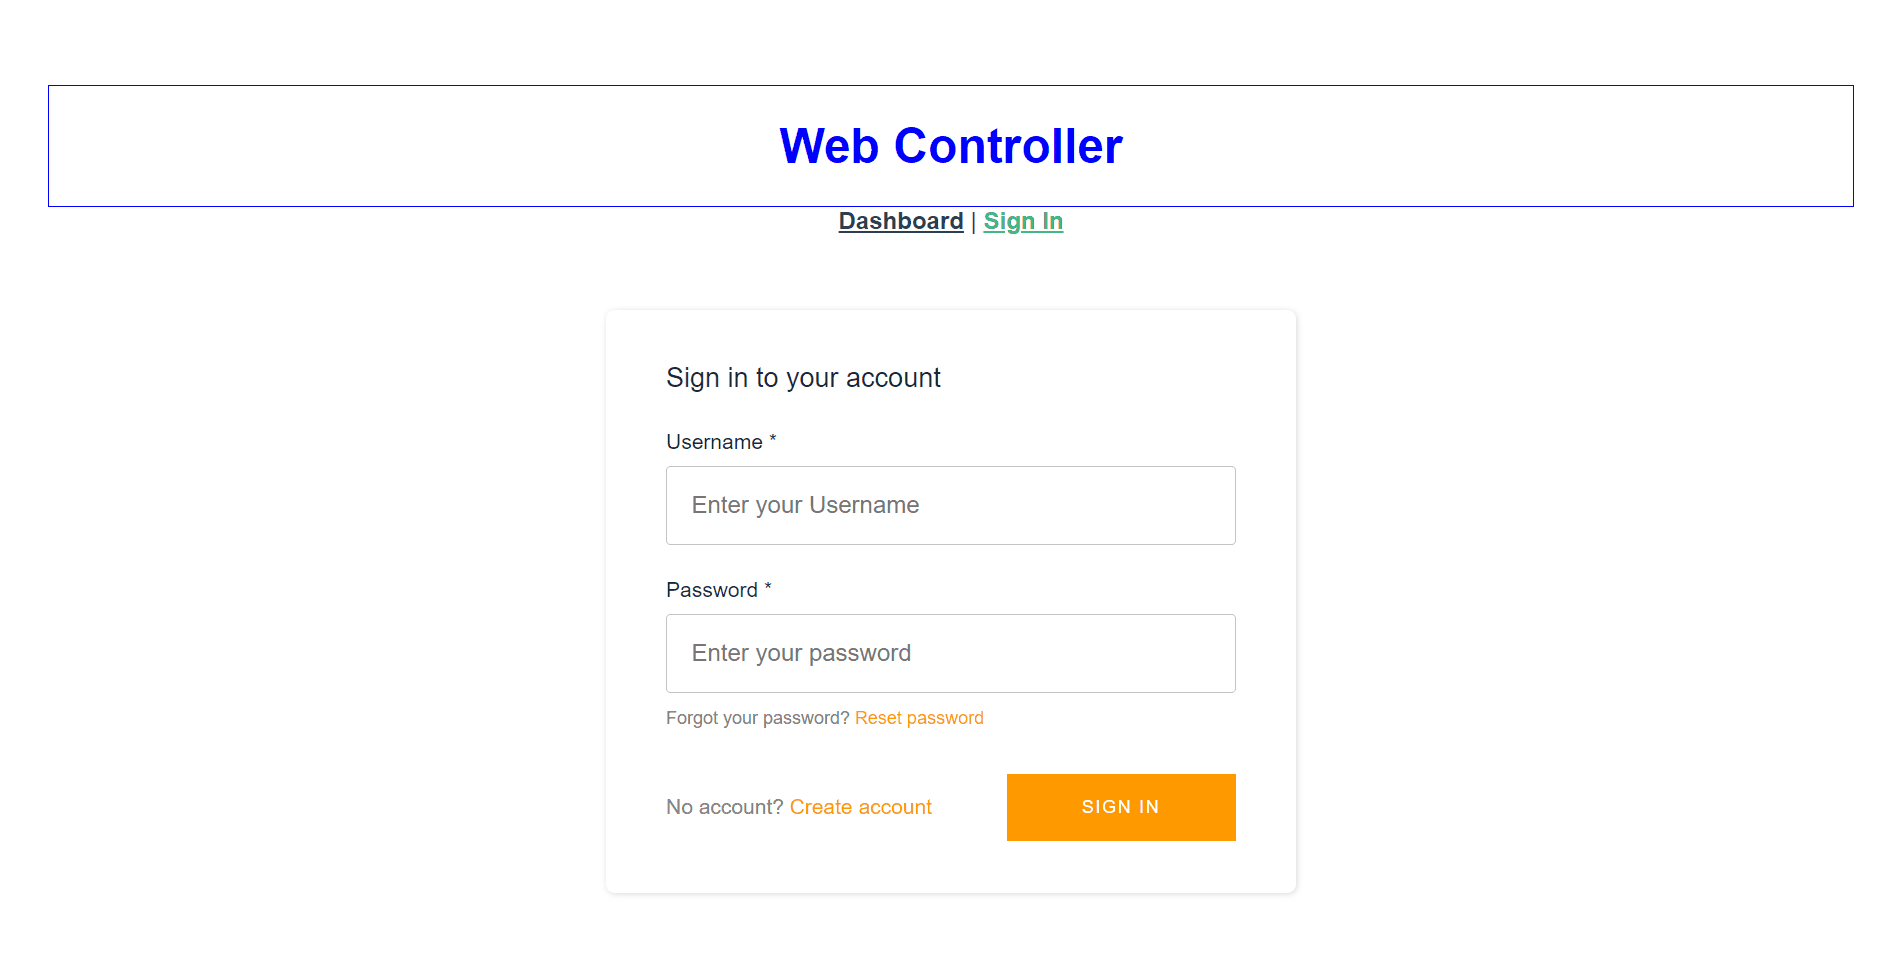 Web Controller
Dashboard | Sign In
Sign in to your account
Username *
Enter your Username
Password *
Enter your password
Forgot your password? Reset password
No account? Create account
SIGN IN